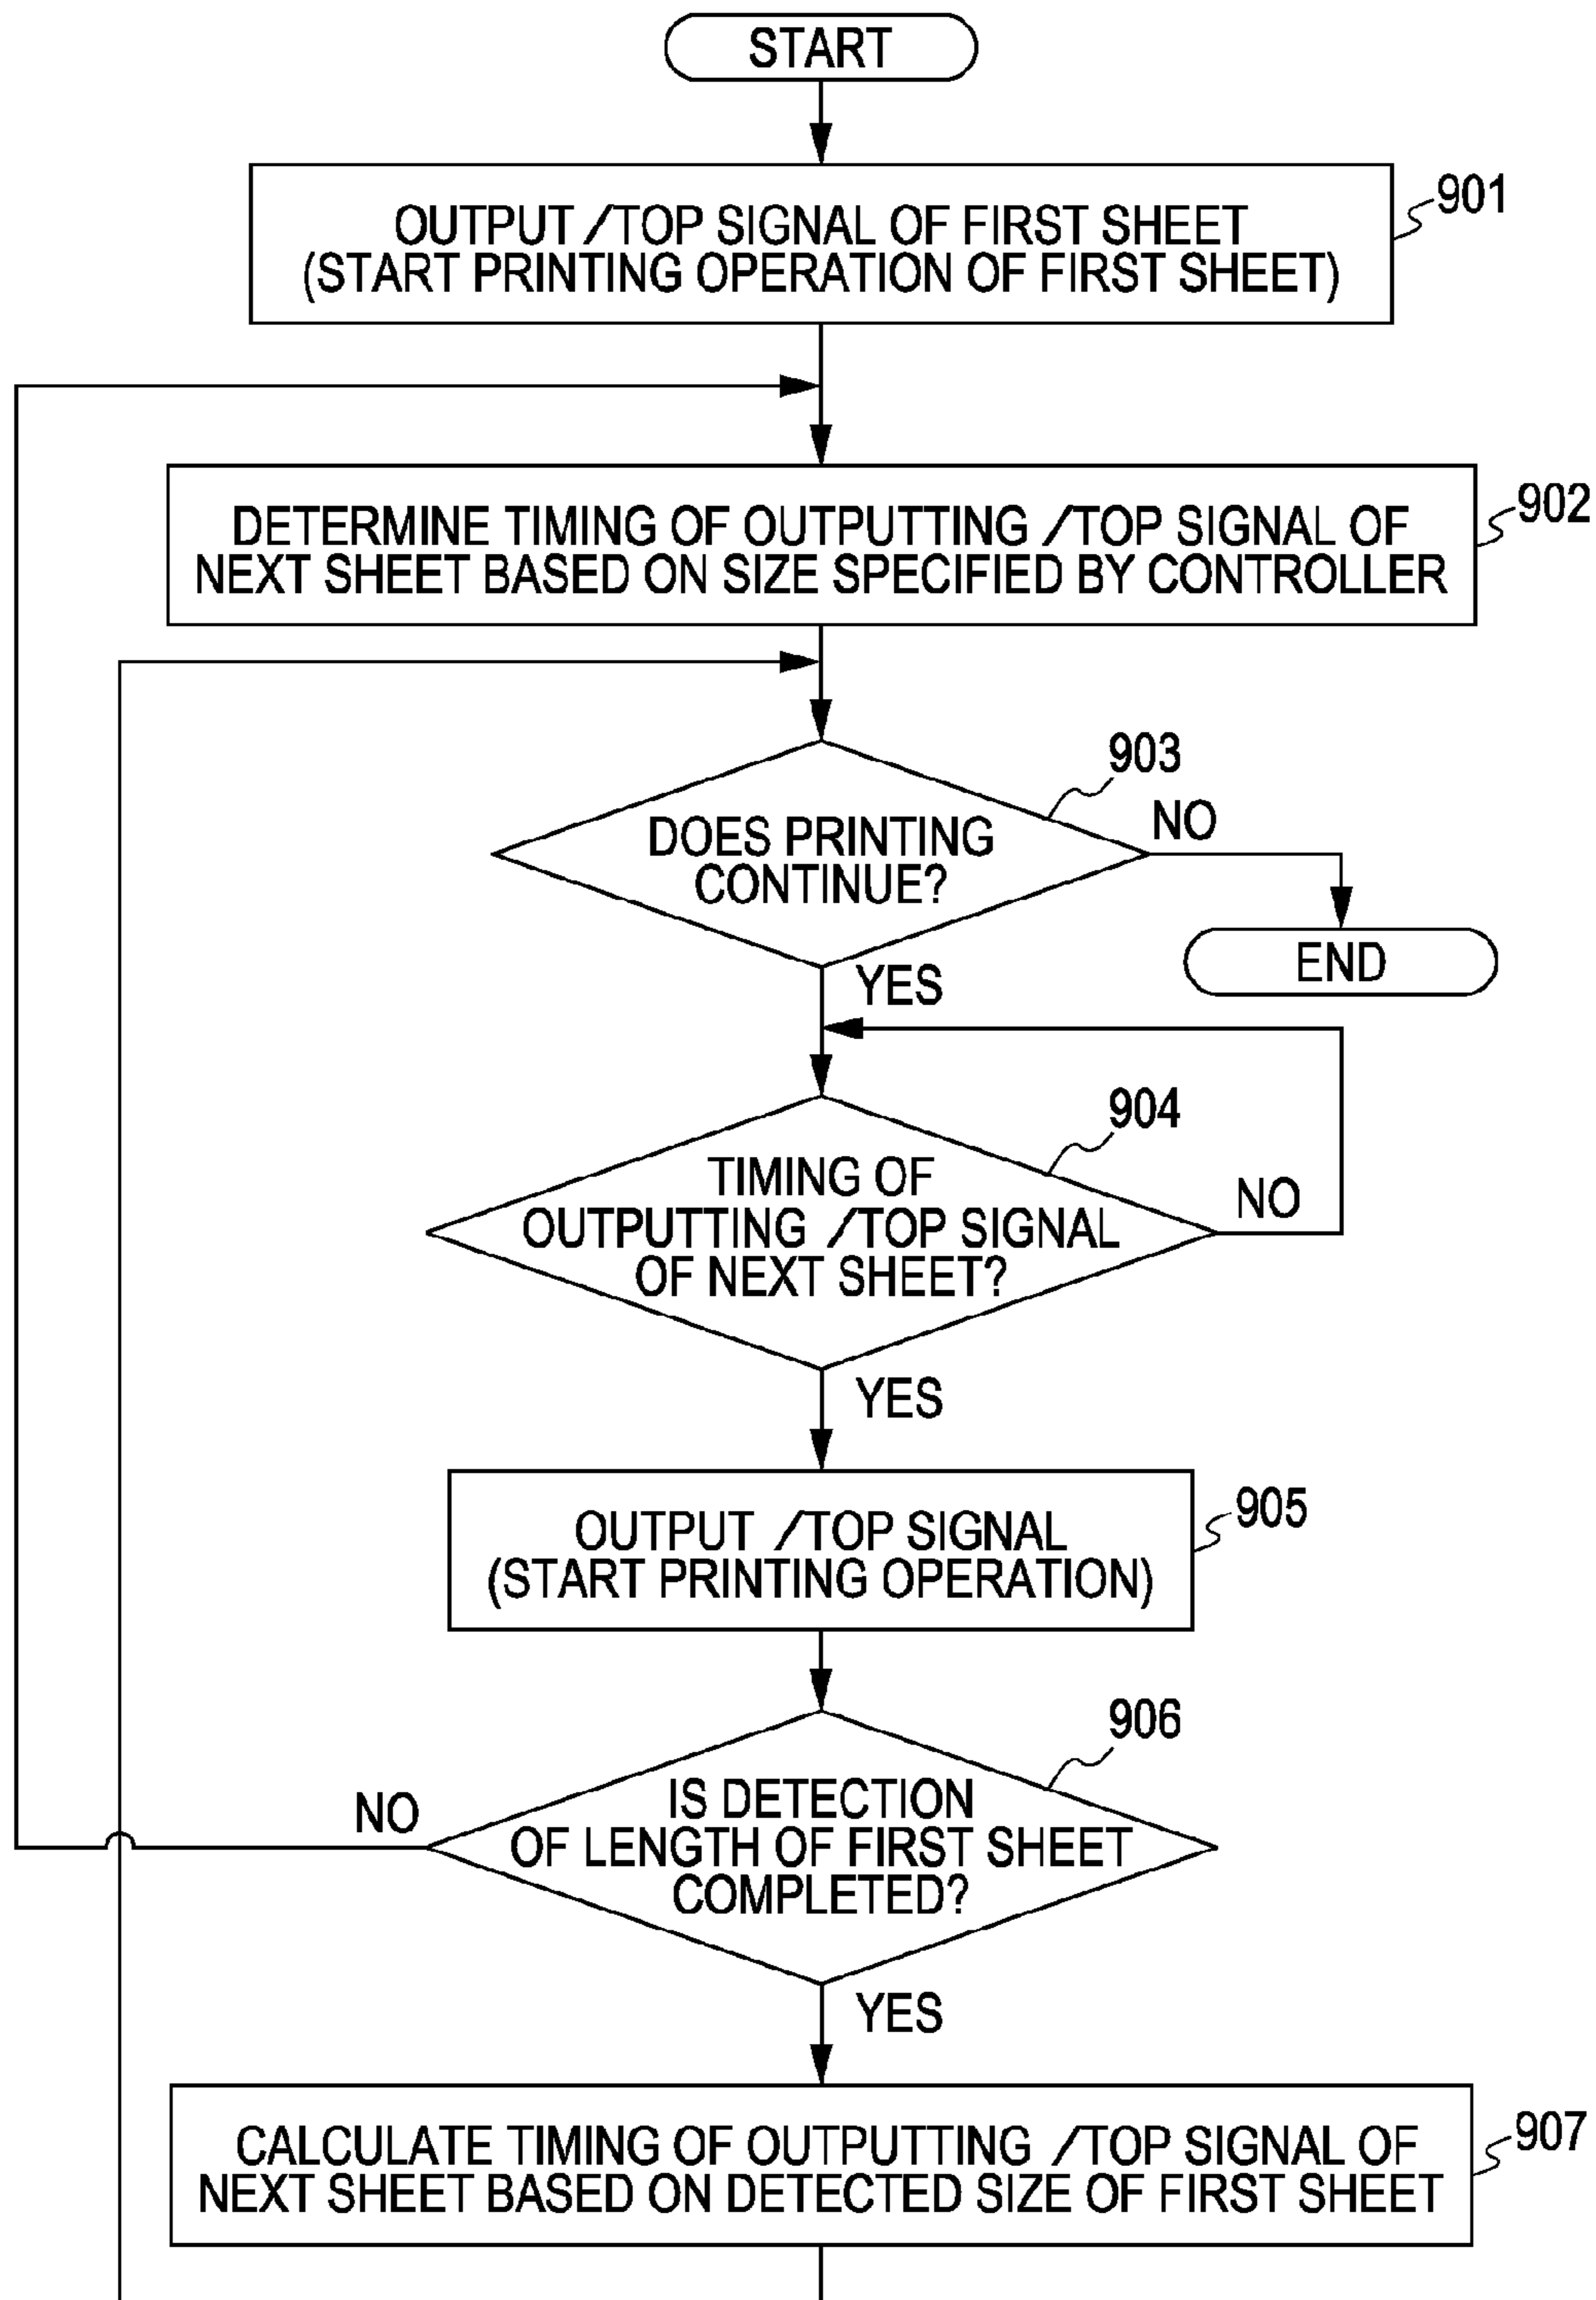 START
901
OUTPUT /TOP SIGNAL OF FIRST SHEET
(START PRINTING OPERATION OF FIRST SHEET)
902
DETERMINE TIMING OF OUTPUTTING /TOP SIGNAL OF
NEXT SHEET BASED ON SIZE SPECIFIED BY CONTROLLER
903
DOES PRINTING
CONTINUE?
NO
END
YES
904
TIMING OF
OUTPUTTING /TOP SIGNAL
OF NEXT SHEET?
NO
YES
905
OUTPUT /TOP SIGNAL
(START PRINTING OPERATION)
906
IS DETECTION
OF LENGTH OF FIRST SHEET
COMPLETED?
NO
YES
907
CALCULATE TIMING OF OUTPUTTING /TOP SIGNAL OF
NEXT SHEET BASED ON DETECTED SIZE OF FIRST SHEET